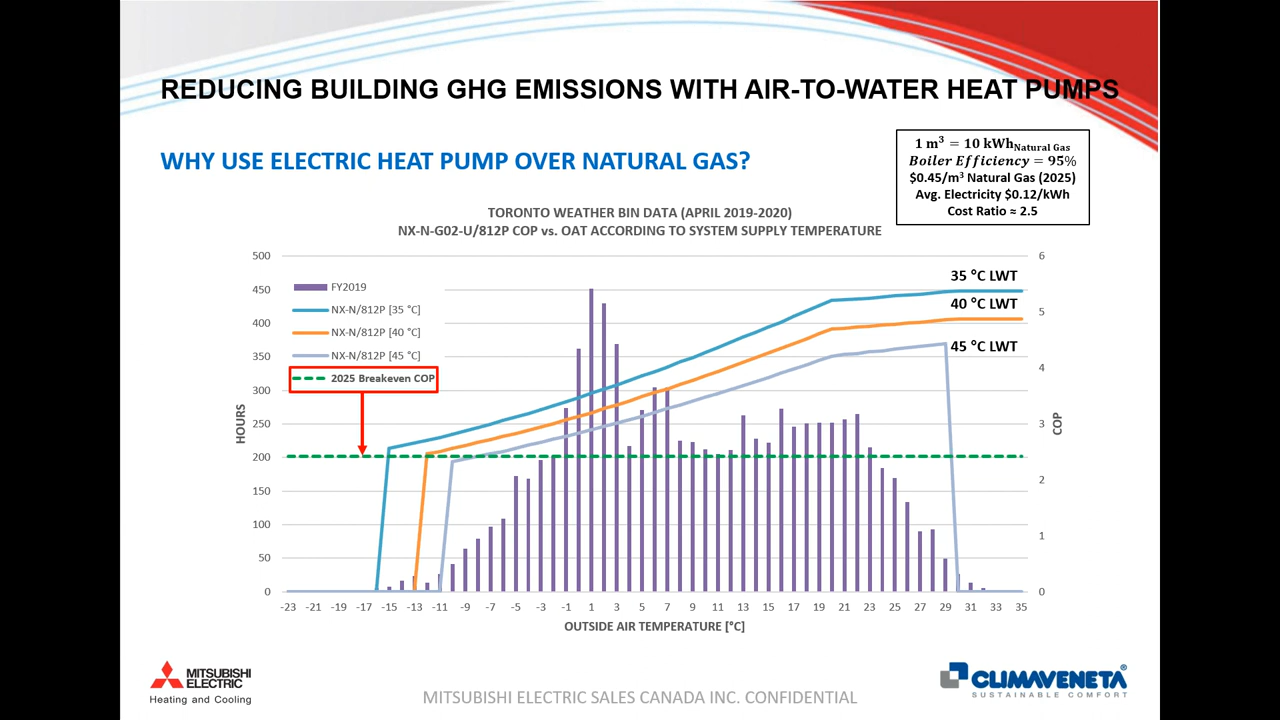 REDUCING BUILDING GHG EMISSIONS WITH AIR-TO-WATER HEAT PUMPS
WHY USE ELECTRIC HEAT PUMP OVER NATURAL GAS?
1 m³ = 10 kWh Natural Gas
Boiler Efficiency = 95%
$0.45/m³ Natural Gas (2025)
Avg. Electricity $0.12/kWh
Cost Ratio ≈ 2.5
TORONTO WEATHER BIN DATA (APRIL 2019-2020)
NX-N-G02-U/812P COP vs. OAT ACCORDING TO SYSTEM SUPPLY TEMPERATURE
500
450
400
350
300
250
200
150
100
50
0
HOURS
FY2019
NX-N/812P [35 °C]
NX-N/812P [40 °C]
NX-N/812P [45 °C]
2025 Breakeven COP
35 °C LWT
40 °C LWT
45 °C LWT
6
5
4
3
2
1
0
COP
-23 -21 -19 -17 -15 -13 -11 -9 -7 -5 -3 -1 1 3 5 7 9 11 13 15 17 19 21 23 25 27 29 31 33 35
OUTSIDE AIR TEMPERATURE [°C]
MITSUBISHI
ELECTRIC
Heating and Cooling
MITSUBISHI ELECTRIC SALES CANADA INC. CONFIDENTIAL
CLIMAVENETA®
SUSTAINABLE COMFORT